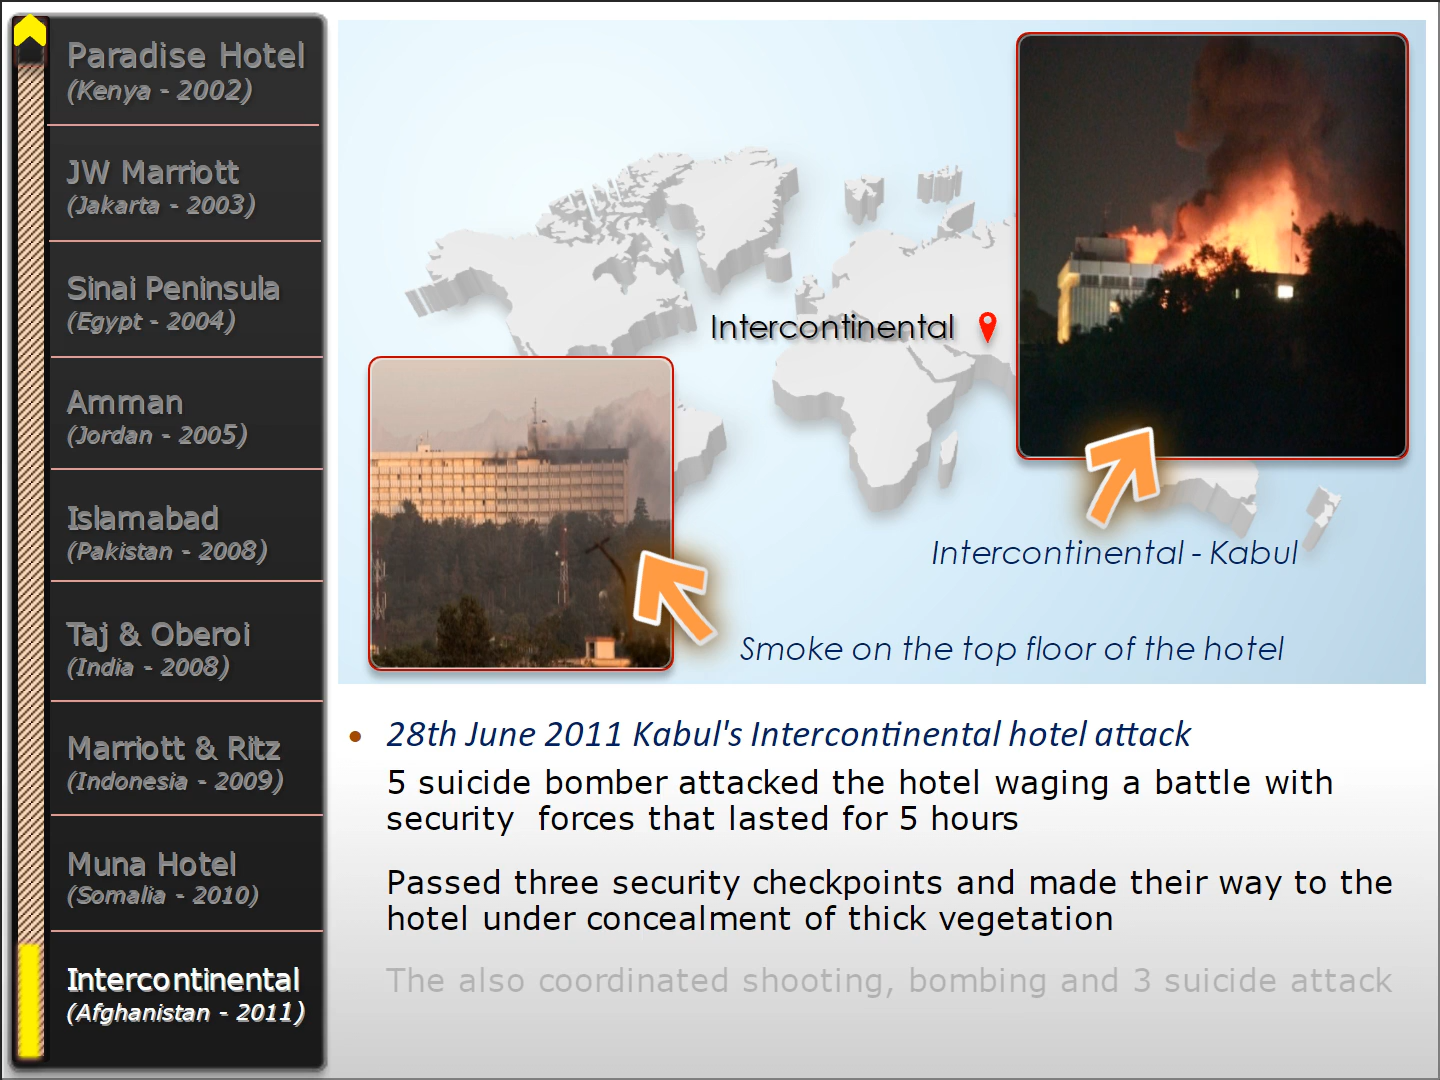 Paradise Hotel
(Kenya - 2002)
JW Marriott
(Jakarta - 2003)
Sinai Peninsula
(Egypt - 2004)
Amman
(Jordan - 2005)
Islamabad
(Pakistan - 2008)
Taj & Oberoi
(India - 2008)
Marriott & Ritz
(Indonesia - 2009)
Muna Hotel
(Somalia - 2010)
Intercontinental
(Afghanistan - 2011)
Intercontinental
Intercontinental - Kabul
Smoke on the top floor of the hotel
• 28th June 2011 Kabul's Intercontinental hotel attack
5 suicide bomber attacked the hotel waging a battle with
security forces that lasted for 5 hours
Passed three security checkpoints and made their way to the
hotel under concealment of thick vegetation
The also coordinated shooting, bombing and 3 suicide attack